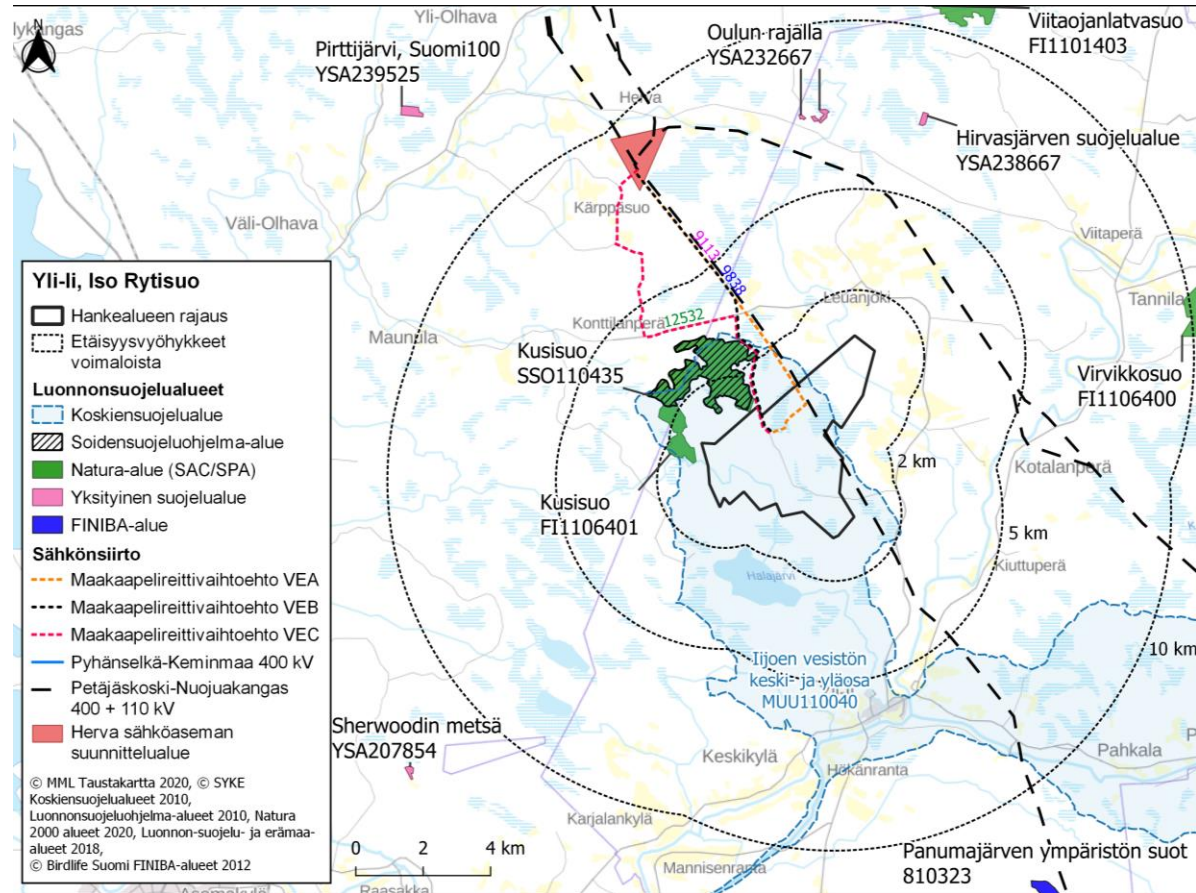 N
lykangas
Yli-Olhava
Pirttijärvi, Suomi100
YSA239525
Oulun rajalla
YSA232667
Viitaojanlatvasuo
FI1101403
Herva
Hirvasjärven suojelualue
YSA238667
Kärppäsuo
Väli-Olhava
Viitaperä
Tannila
9113
9838
Leuanjoki
Konttilanperä
12532
Maunula
Kusisuo
SSO110435
Virvikkosuo
FI1106400
2 km
Kotalanperä
Kusisuo
FI1106401
5 km
Kiuttuperä
Halajärvi
10 km
Iijoen vesistön
keski- ja yläosa
MUU110040
Sherwoodin metsä
YSA207854
Keskikylä
Pahkala
Hökänranta
Karjalankylä
Mannisenranta
Panumajärven ympäristön suot
810323
Raasakka
Yli-Ii, Iso Rytisuo
Hankealueen rajaus
Etäisyysvyöhykkeet
voimaloista
Luonnonsuojelualueet
Koskiensuojelualue
Soidensuojeluohjelma-alue
Natura-alue (SAC/SPA)
Yksityinen suojelualue
FINIBA-alue
Sähkönsiirto
Maakaapelireittivaihtoehto VEA
Maakaapelireittivaihtoehto VEB
Maakaapelireittivaihtoehto VEC
Pyhänselkä-Keminmaa 400 kV
Petäjäskoski-Nuojuakangas
400 + 110 kV
Herva sähköaseman
suunnittelualue
© MML Taustakartta 2020, © SYKE
Koskiensuojelualueet 2010,
Luonnonsuojeluohjelma-alueet 2010, Natura
2000 alueet 2020, Luonnon-suojelu- ja erämaa-
alueet 2018,
© Birdlife Suomi FINIBA-alueet 2012
0 2 4 km